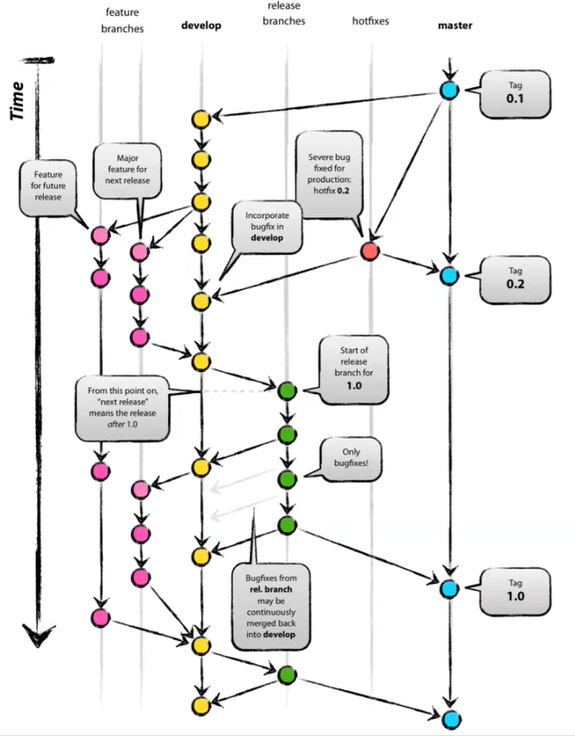 feature
branches
develop
release
branches
hotfixes
master
Time
Tag
0.1
Major
feature for
next release
Feature
for future
release
Severe bug
fixed for
production:
hotfix 0.2
Incorporate
bugfix in
develop
Tag
0.2
Start of
release
branch for
1.0
From this point on,
“next release”
means the release
after 1.0
Only
bugfixes!
Bugfixes from
rel. branch
may be
continuously
merged back
into develop
Tag
1.0